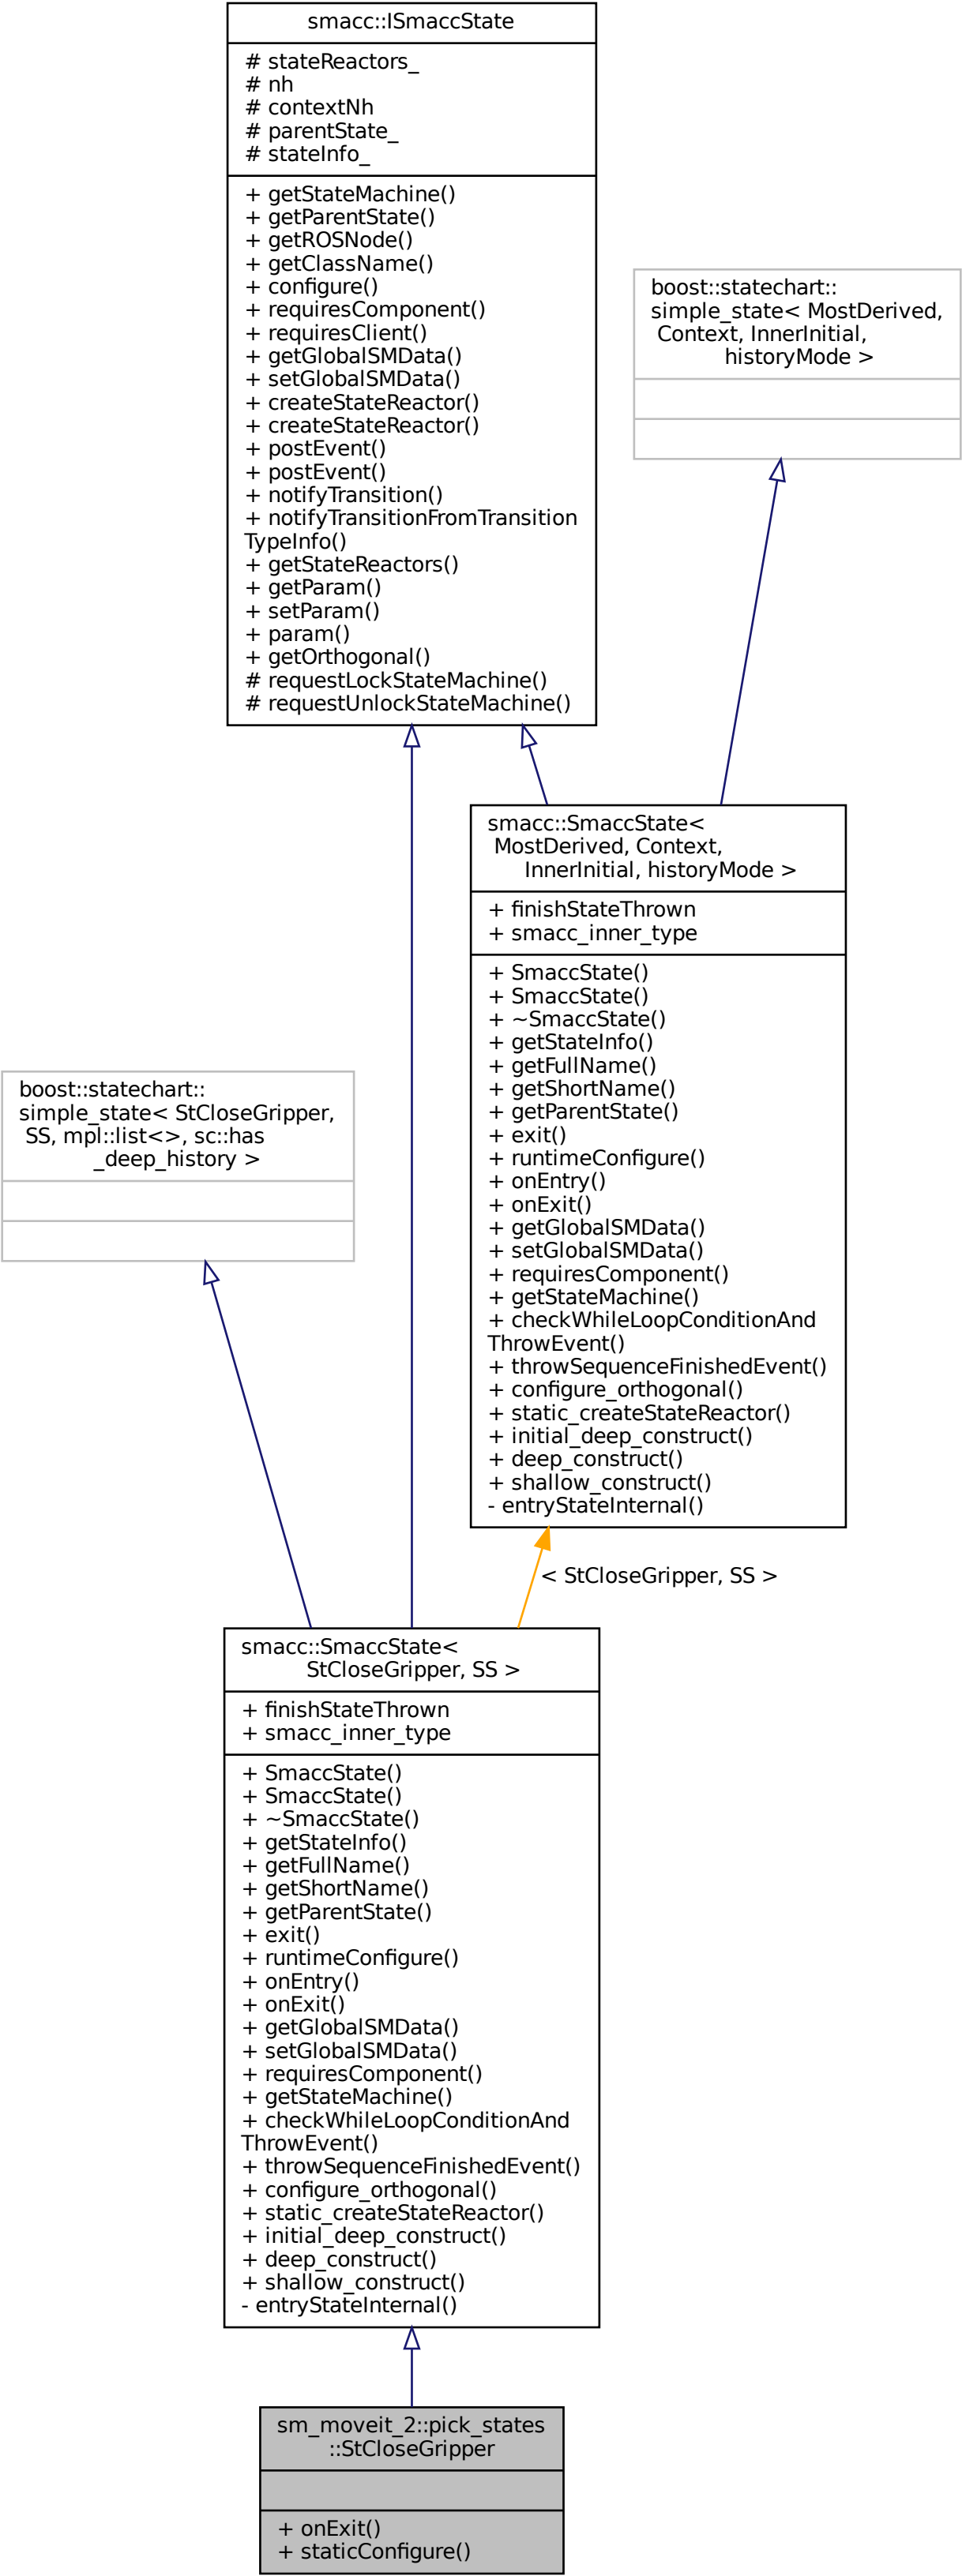 smacc::ISmaccState
# stateReactors_
# nh
# contextNh
# parentState_
# stateInfo_
+ getStateMachine()
+ getParentState()
+ getROSNode()
+ getClassName()
+ configure()
+ requiresComponent()
+ requiresClient()
+ getGlobalSMData()
+ setGlobalSMData()
+ createStateReactor()
+ createStateReactor()
+ postEvent()
+ postEvent()
+ notifyTransition()
+ notifyTransitionFromTransition
TypeInfo()
+ getStateReactors()
+ getParam()
+ setParam()
+ param()
+ getOrthogonal()
# requestLockStateMachine()
# requestUnlockStateMachine()
boost::statechart::
simple_state< MostDerived,
Context, InnerInitial,
historyMode >
smacc::SmaccState<
MostDerived, Context,
InnerInitial, historyMode >
+ finishStateThrown
+ smacc_inner_type
+ SmaccState()
+ SmaccState()
+ ~SmaccState()
+ getStateInfo()
+ getFullName()
+ getShortName()
+ getParentState()
+ exit()
+ runtimeConfigure()
+ onEntry()
+ onExit()
+ getGlobalSMData()
+ setGlobalSMData()
+ requiresComponent()
+ getStateMachine()
+ checkWhileLoopConditionAnd
ThrowEvent()
+ throwSequenceFinishedEvent()
+ configure_orthogonal()
+ static_createStateReactor()
+ initial_deep_construct()
+ deep_construct()
+ shallow_construct()
- entryStateInternal()
boost::statechart::
simple_state< StCloseGripper,
SS, mpl::list<>, sc::has
_deep_history >
< StCloseGripper, SS >
smacc::SmaccState<
StCloseGripper, SS >
+ finishStateThrown
+ smacc_inner_type
+ SmaccState()
+ SmaccState()
+ ~SmaccState()
+ getStateInfo()
+ getFullName()
+ getShortName()
+ getParentState()
+ exit()
+ runtimeConfigure()
+ onEntry()
+ onExit()
+ getGlobalSMData()
+ setGlobalSMData()
+ requiresComponent()
+ getStateMachine()
+ checkWhileLoopConditionAnd
ThrowEvent()
+ throwSequenceFinishedEvent()
+ configure_orthogonal()
+ static_createStateReactor()
+ initial_deep_construct()
+ deep_construct()
+ shallow_construct()
- entryStateInternal()
sm_moveit_2::pick_states
::StCloseGripper
+ onExit()
+ staticConfigure()